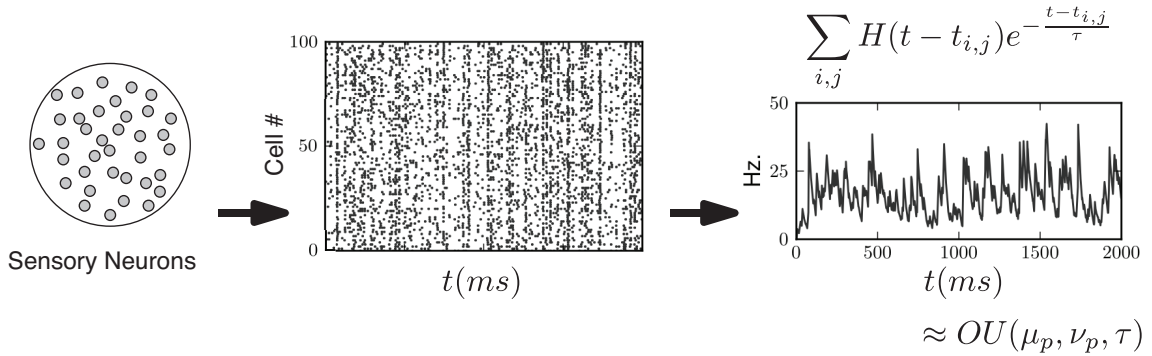 Sensory Neurons
Cell #
100
50
0
t(ms)
∑_{i,j} H(t − t_{i,j})e^{−\frac{t−t_{i,j}}{τ}}
Hz.
50
25
0
0 500 1000 1500 2000
t(ms)
≈ OU(μ_p, ν_p, τ)